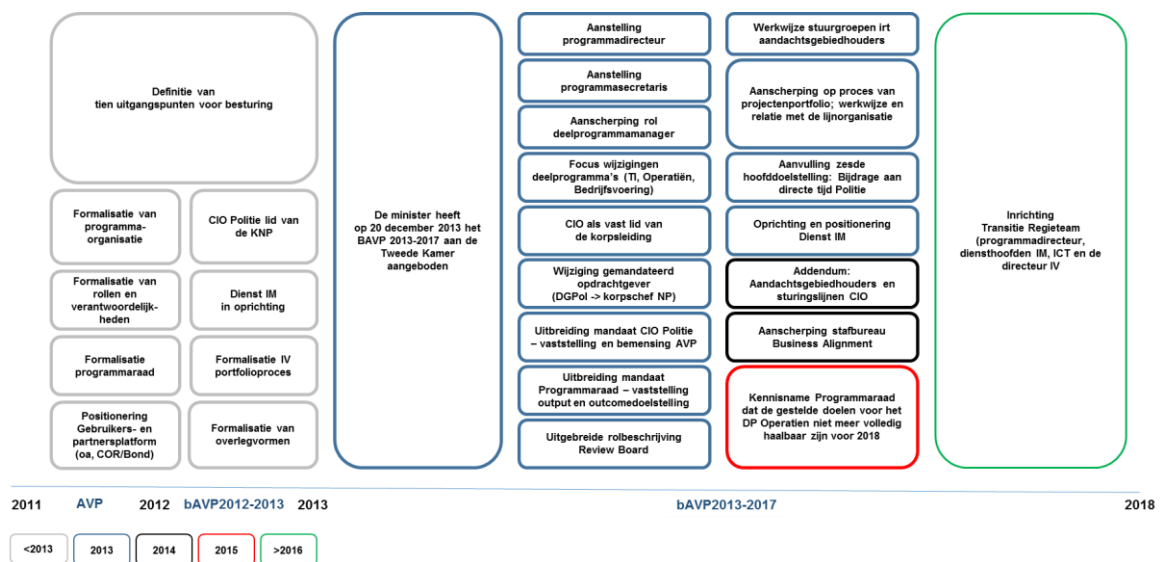 Definitie van
tien uitgangspunten voor besturing
Formalisatie van
programma-
organisatie
CIO Politie lid van
de KNP
Formalisatie van
rollen en
verantwoordelijk-
heden
Dienst IM
in oprichting
Formalisatie
programmaraad
Formalisatie IV
portfolioproces
Positionering
Gebruikers- en
partnersplatform
(oa, COR/Bond)
Formalisatie van
overlegvormen
De minister heeft
op 20 december 2013 het
BAVP 2013-2017 aan de
Tweede Kamer
aangeboden
Aanstelling
programmadirecteur
Aanstelling
programmasecretaris
Aanscherping rol
deelprogrammamanager
Focus wijzigingen
deelprogramma's (TI, Operatiën,
Bedrijfsvoering)
CIO als vast lid van
de korpsleiding
Wijziging gemandateerd
opdrachtgever
(DGPol -> korpschef NP)
Uitbreiding mandaat CIO Politie
– vaststelling en bemensing AVP
Uitbreiding mandaat
Programmaraad – vaststelling
output en outcomedoelstelling
Uitgebreide rolbeschrijving
Review Board
Werkwijze stuurgroepen irt
aandachtsgebiedhouders
Aanscherping op proces van
projectenportfolio; werkwijze en
relatie met de lijnorganisatie
Aanvulling zesde
hoofddoelstelling: Bijdrage aan
directe tijd Politie
Oprichting en positionering
Dienst IM
Addendum:
Aandachtsgebiedhouders en
sturingslijnen CIO
Aanscherping stafbureau
Business Alignment
Kennisname Programmaraad
dat de gestelde doelen voor het
DP Operatien niet meer volledig
haalbaar zijn voor 2018
Inrichting
Transitie Regieteam
(programmadirecteur,
diensthoofden IM, ICT en de
directeur IV
2011 AVP 2012 bAVP2012-2013 2013 bAVP2013-2017 2018
<2013 2013 2014 2015 >2016